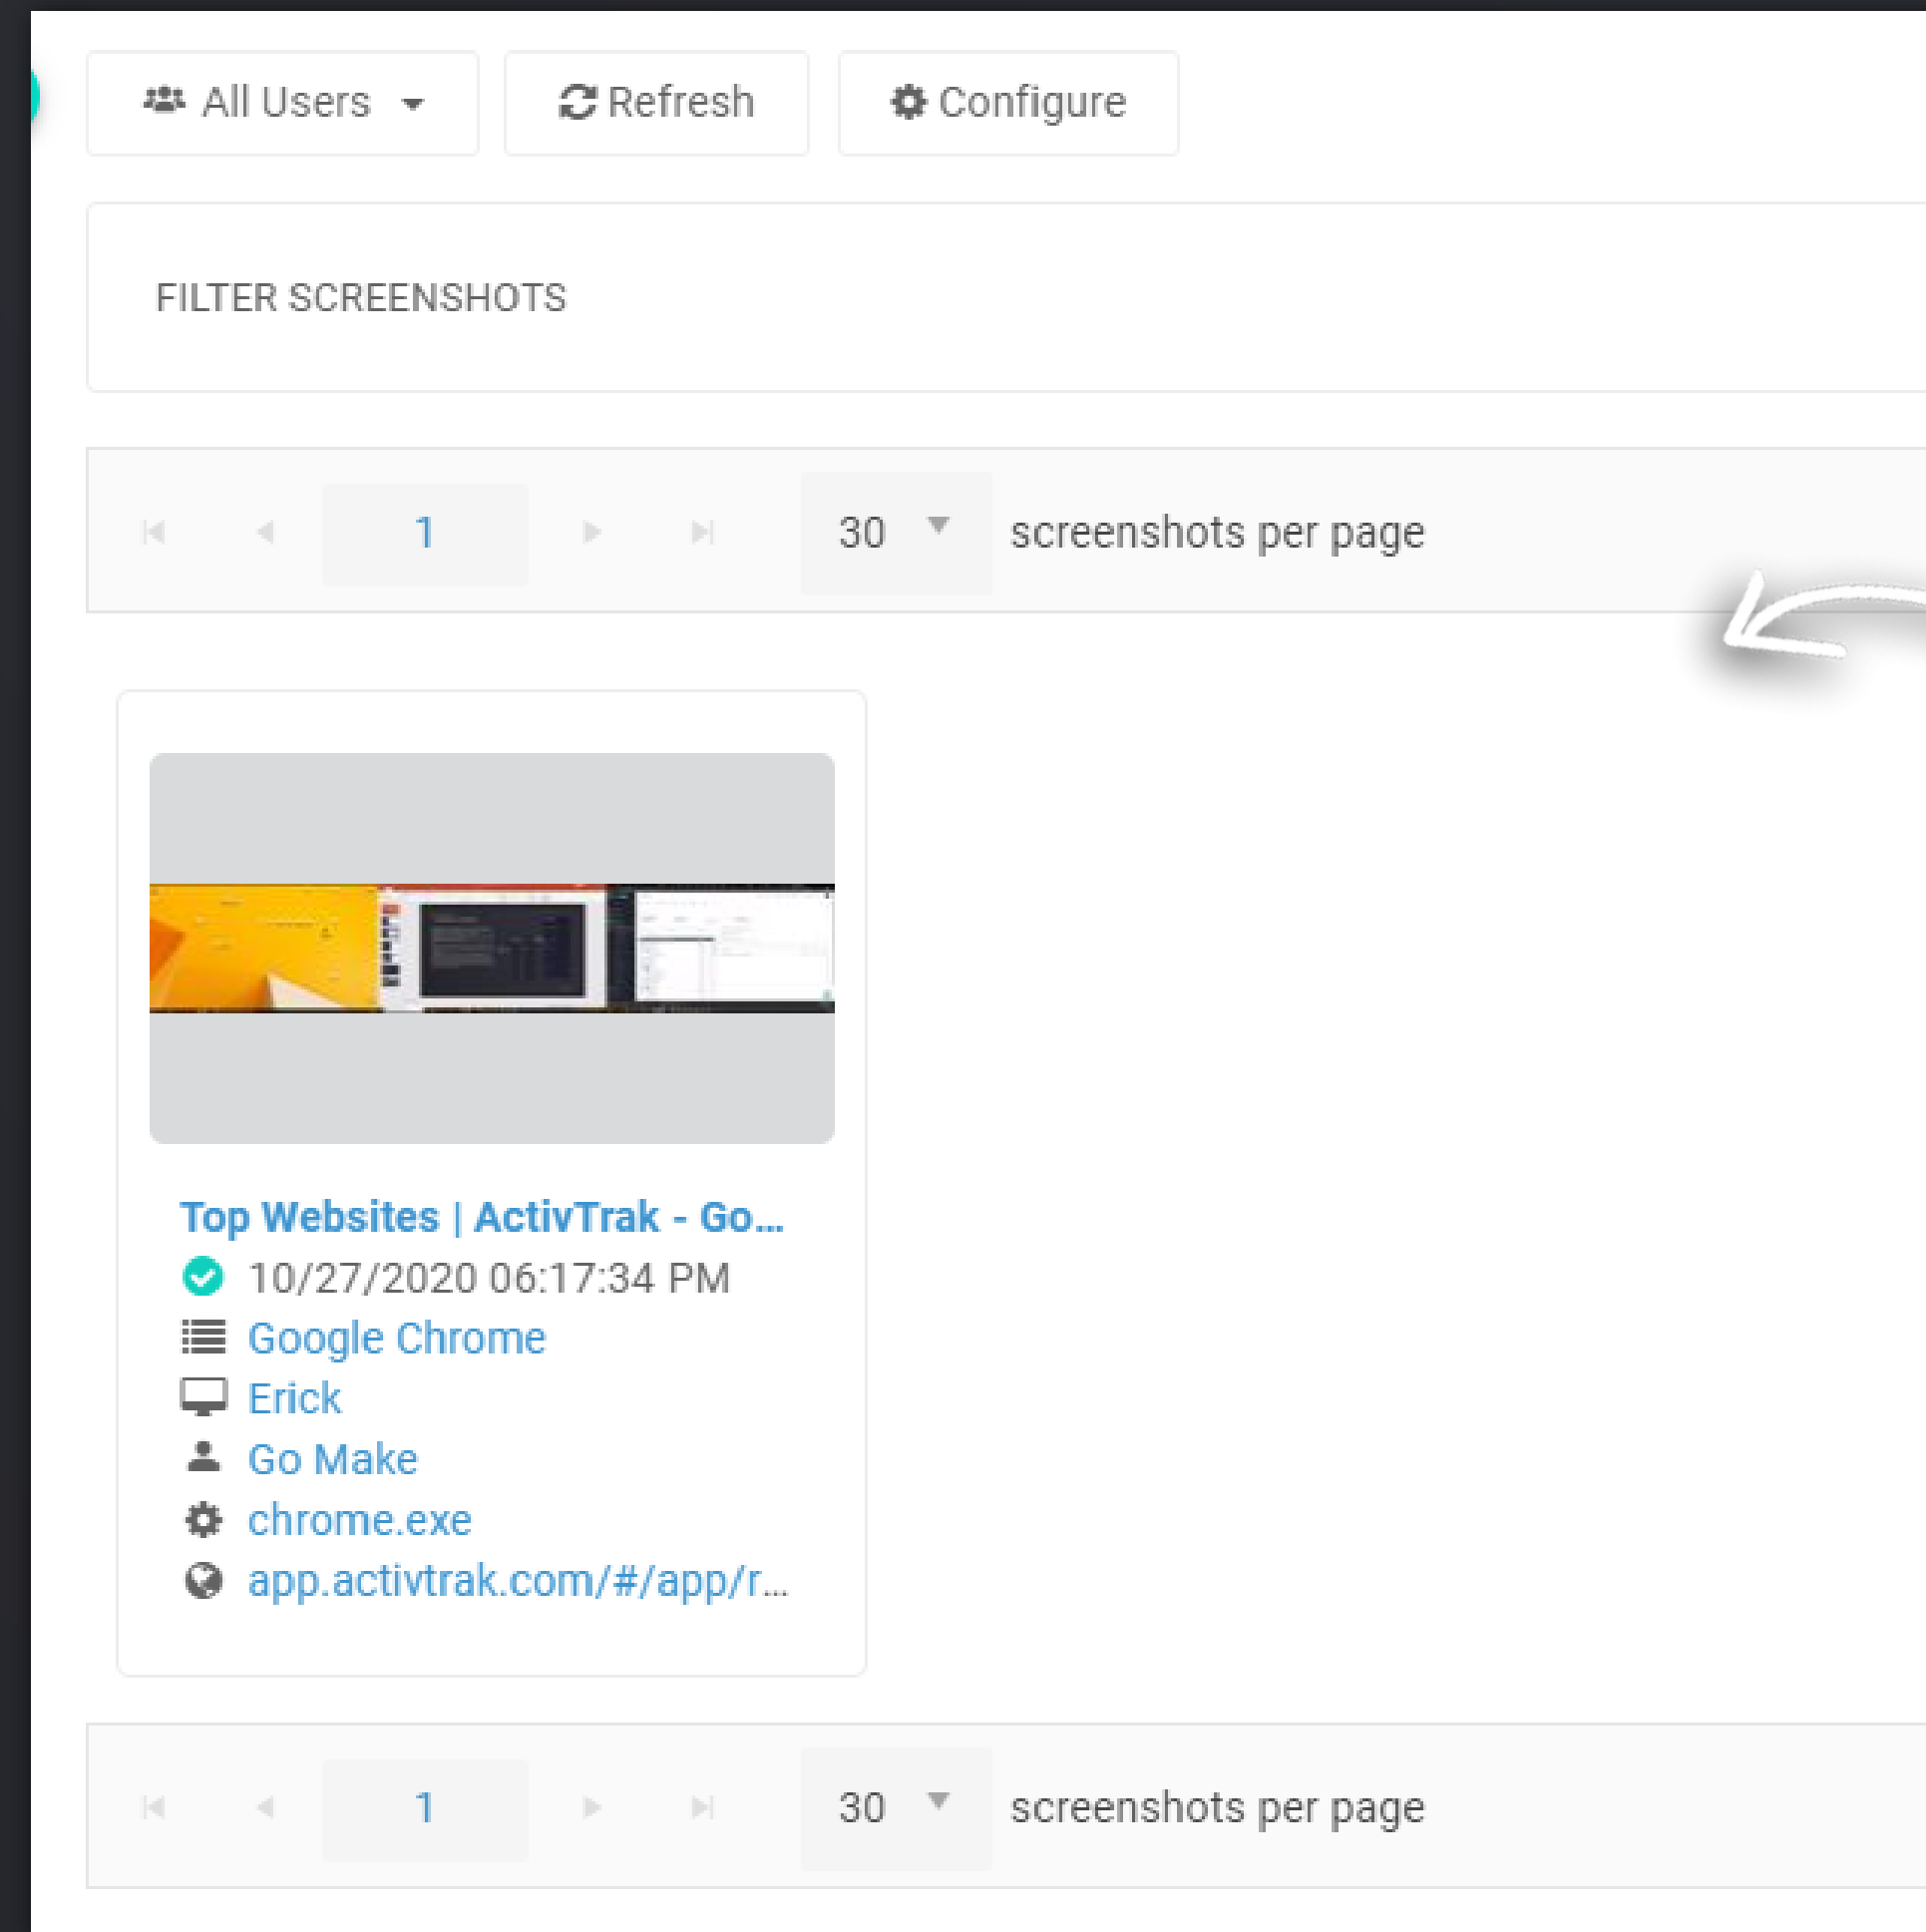 All Users Refresh Configure
FILTER SCREENSHOTS
1 30 screenshots per page
Top Websites | ActivTrak - Go...
10/27/2020 06:17:34 PM
Google Chrome
Erick
Go Make
chrome.exe
app.activtrak.com/#/app/r...
1 30 screenshots per page